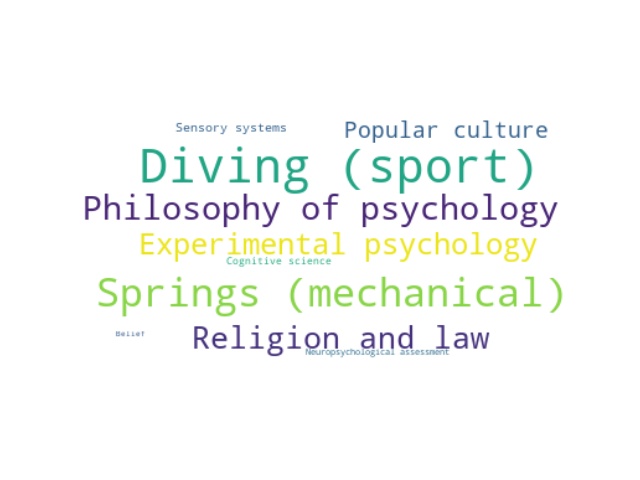 Sensory systems
Popular culture
Diving (sport)
Philosophy of psychology
Experimental psychology
Cognitive science
Springs (mechanical)
Belief
Religion and law
Neuropsychological assessment